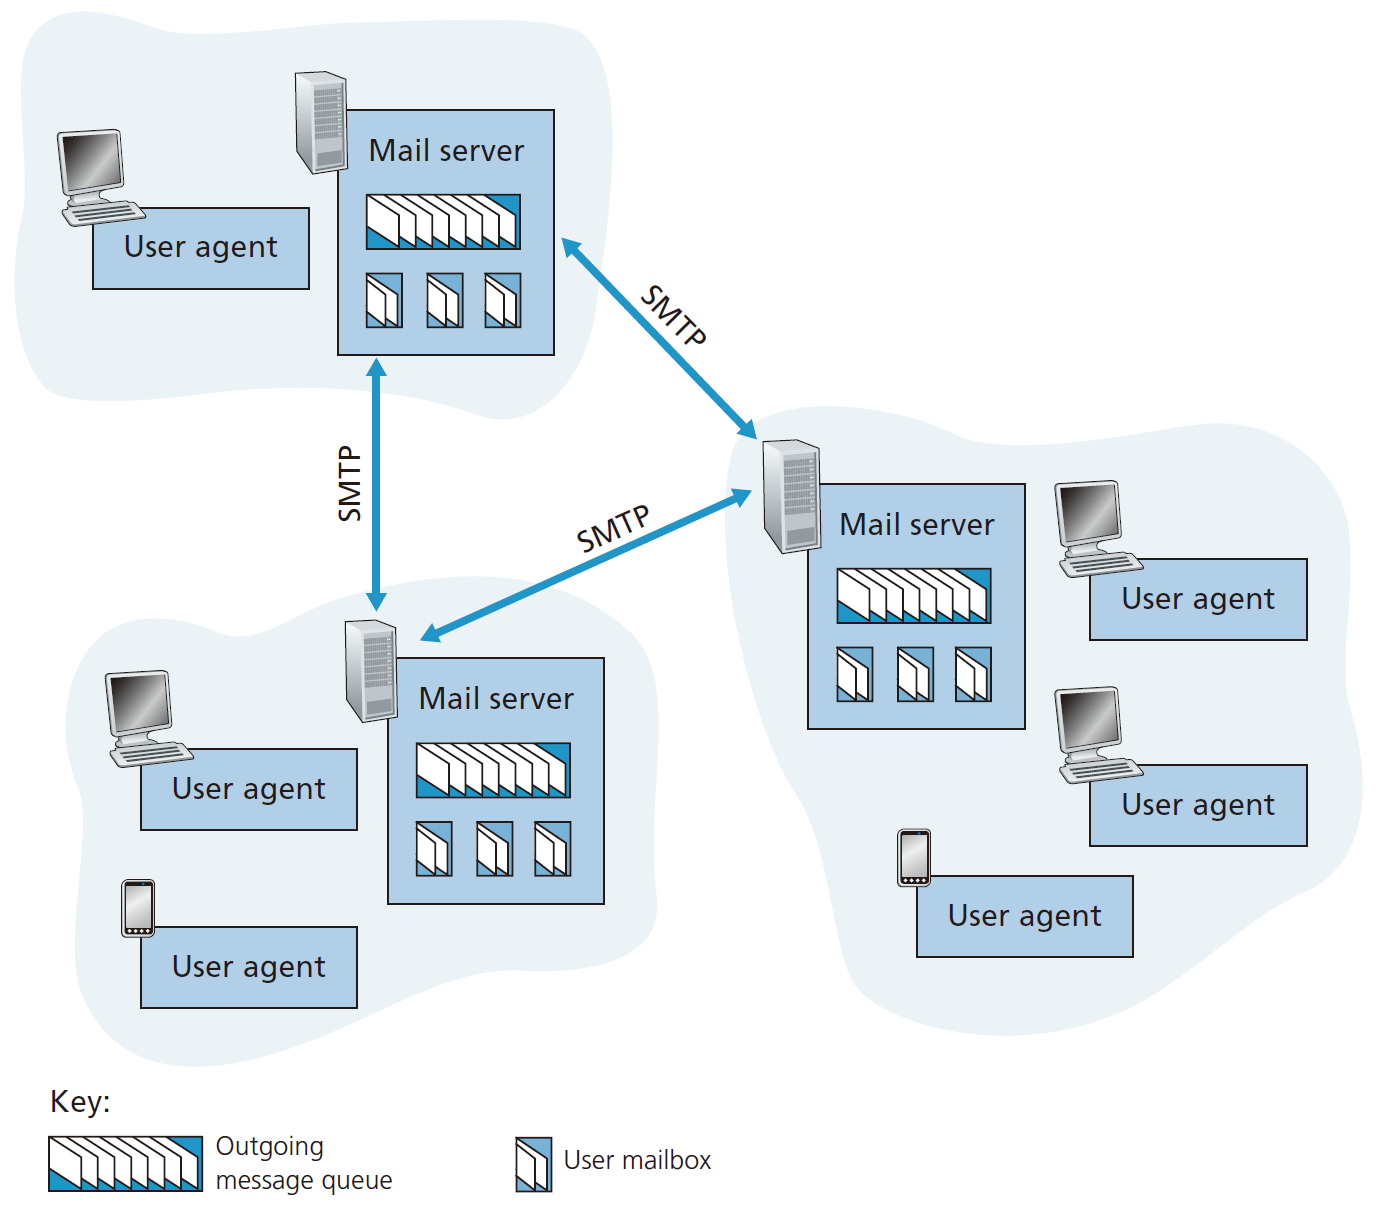 Mail server
User agent
SMTP
SMTP
SMTP
Mail server
User agent
User agent
User agent
Mail server
User agent
User agent
Key:
Outgoing
message queue
User mailbox